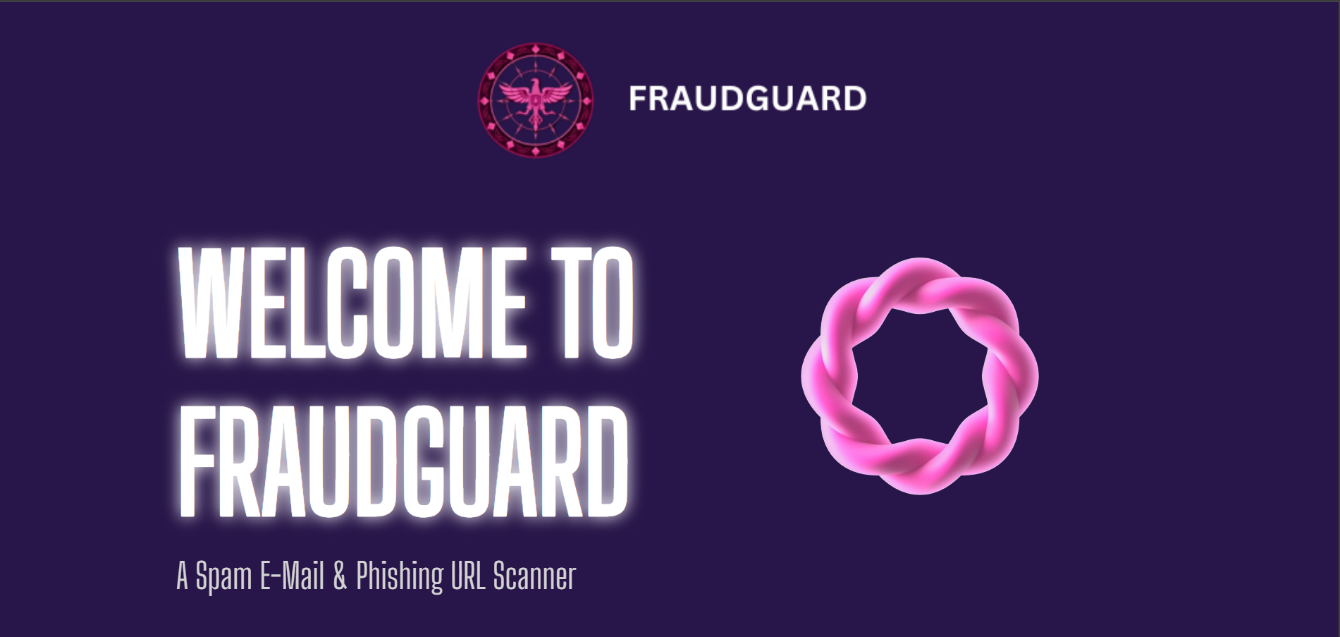 FRAUDGUARD
WELCOME TO
FRAUDGUARD
A Spam E-Mail & Phishing URL Scanner